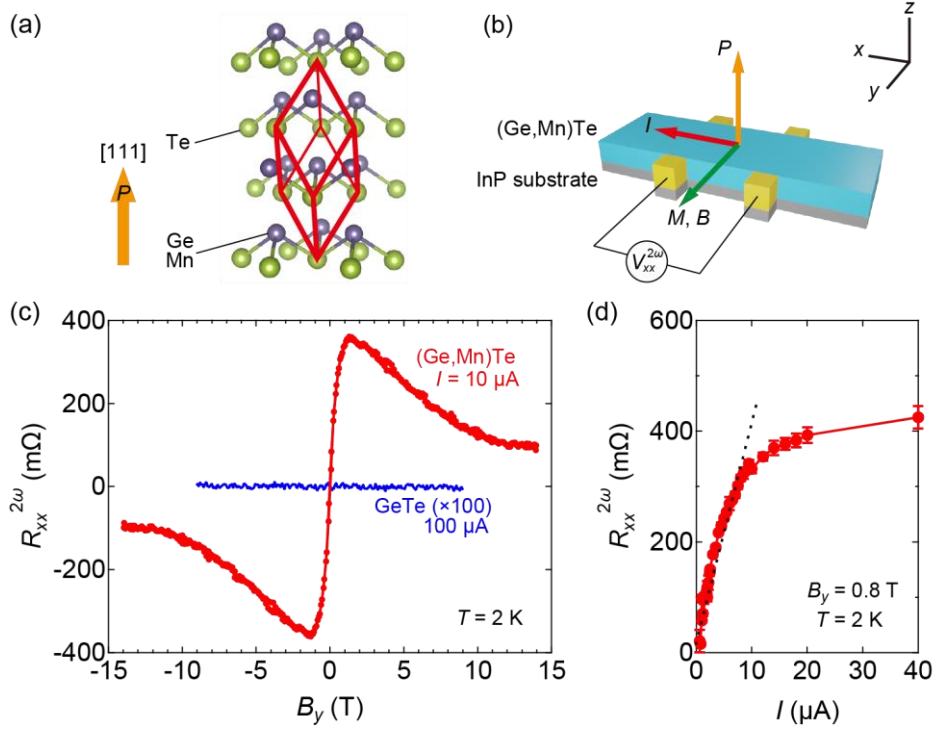 (a)
Te
[111]
P
Ge
Mn
(b)
P
z
x
y
(Ge,Mn)Te
I
InP substrate
M, B
V_xx^2ω
(c)
R_xx^2ω (mΩ)
400
200
0
-200
-400
(Ge,Mn)Te
I = 10 μA
GeTe (×100)
100 μA
T = 2 K
-15 -10 -5 0 5 10 15
B_y (T)
(d)
R_xx^2ω (mΩ)
600
400
200
0
B_y = 0.8 T
T = 2 K
0 10 20 30 40
I (μA)